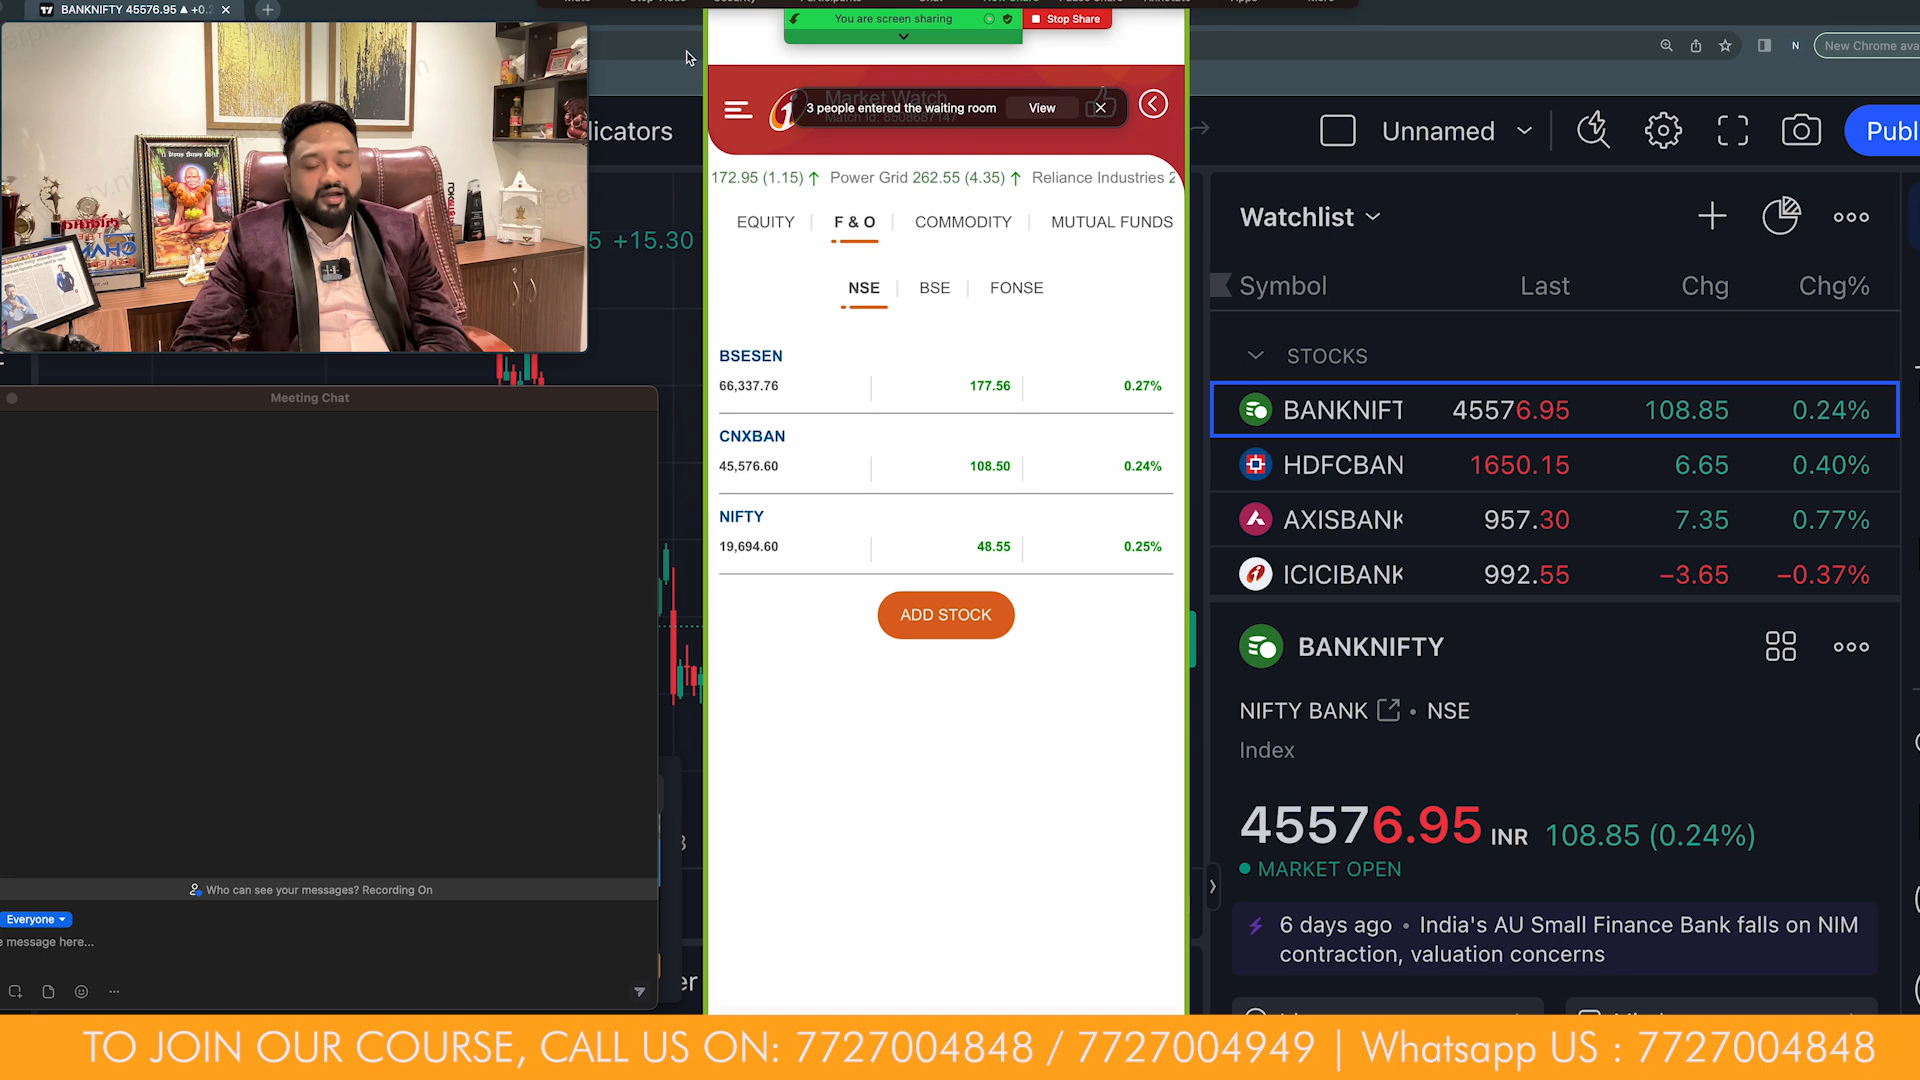 BANKNIFTY 45576.95 ▲ +0.2
You are screen sharing
Stop Share
New Chrome ava
Market Watch
Match Id: 8508687147
3 people entered the waiting room
View
licators
Unnamed
Publ
172.95 (1.15) ↑ Power Grid 262.55 (4.35) ↑ Reliance Industries 2
5 +15.30
EQUITY
F & O
COMMODITY
MUTUAL FUNDS
NSE
BSE
FONSE
BSESEN
66,337.76 177.56 0.27%
CNXBAN
45,576.60 108.50 0.24%
NIFTY
19,694.60 48.55 0.25%
ADD STOCK
Watchlist
Symbol Last Chg Chg%
STOCKS
BANKNIFT 45576.95 108.85 0.24%
HDFCBAN 1650.15 6.65 0.40%
AXISBANK 957.30 7.35 0.77%
ICICIBANK 992.55 −3.65 −0.37%
BANKNIFTY
NIFTY BANK • NSE
Index
45576.95 INR 108.85 (0.24%)
MARKET OPEN
6 days ago • India's AU Small Finance Bank falls on NIM
contraction, valuation concerns
Meeting Chat
Who can see your messages? Recording On
Everyone
e message here...
er
TO JOIN OUR COURSE, CALL US ON: 7727004848 / 7727004949 | Whatsapp US : 7727004848